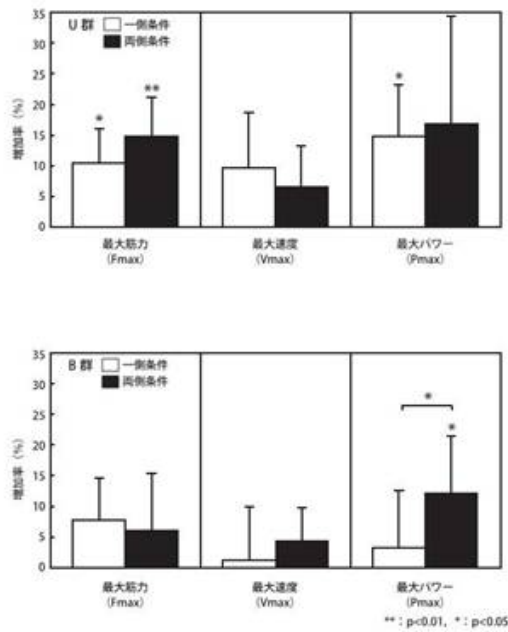 35
U 群 一側条件
30
両側条件
**
*
*
25
20
増加率 (%)
15
10
5
0
最大筋力 最大速度 最大パワー
(Fmax) (Vmax) (Pmax)
35
B 群 一側条件
30
両側条件
*
*
25
20
増加率 (%)
15
10
5
0
最大筋力 最大速度 最大パワー
(Fmax) (Vmax) (Pmax)
**：p<0.01, *：p<0.05